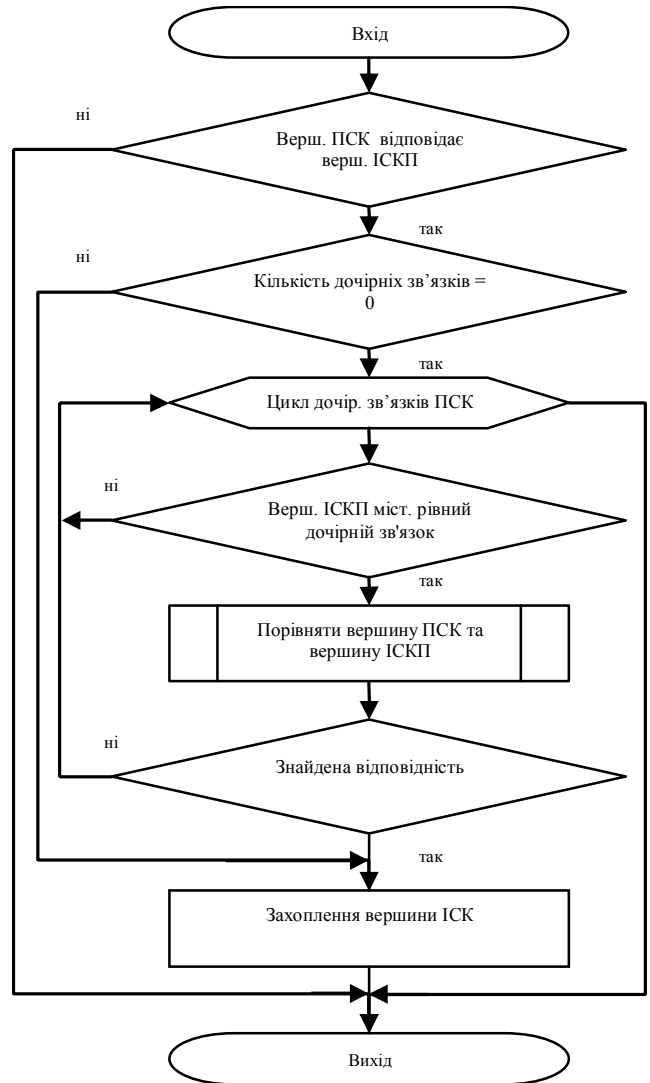 Вхід
ні
Верш. ПСК відповідає
верш. ІСКП
так
ні
Кількість дочірніх зв’язків =
0
так
Цикл дочір. зв’язків ПСК
ні
Верш. ІСКП міст. рівний
дочірній зв'язок
так
Порівняти вершину ПСК та
вершину ІСКП
ні
Знайдена відповідність
так
Захоплення вершини ІСК
Вихід